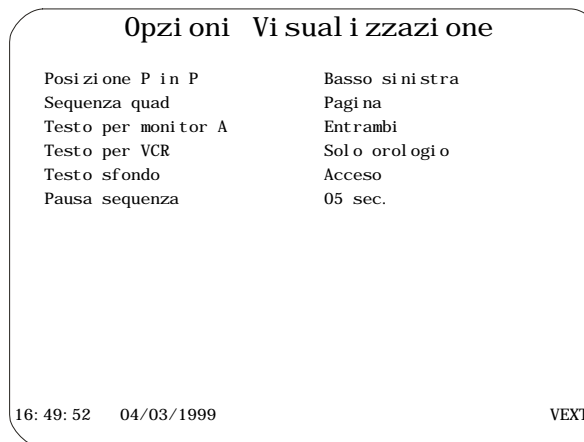 Opzioni Visualizzazione
Posizione P in P Basso sinistra
Sequenza quad Pagina
Testo per monitor A Entrambi
Testo per VCR Solo orologio
Testo sfondo Acceso
Pausa sequenza 05 sec.
16:49:52 04/03/1999 VEXT